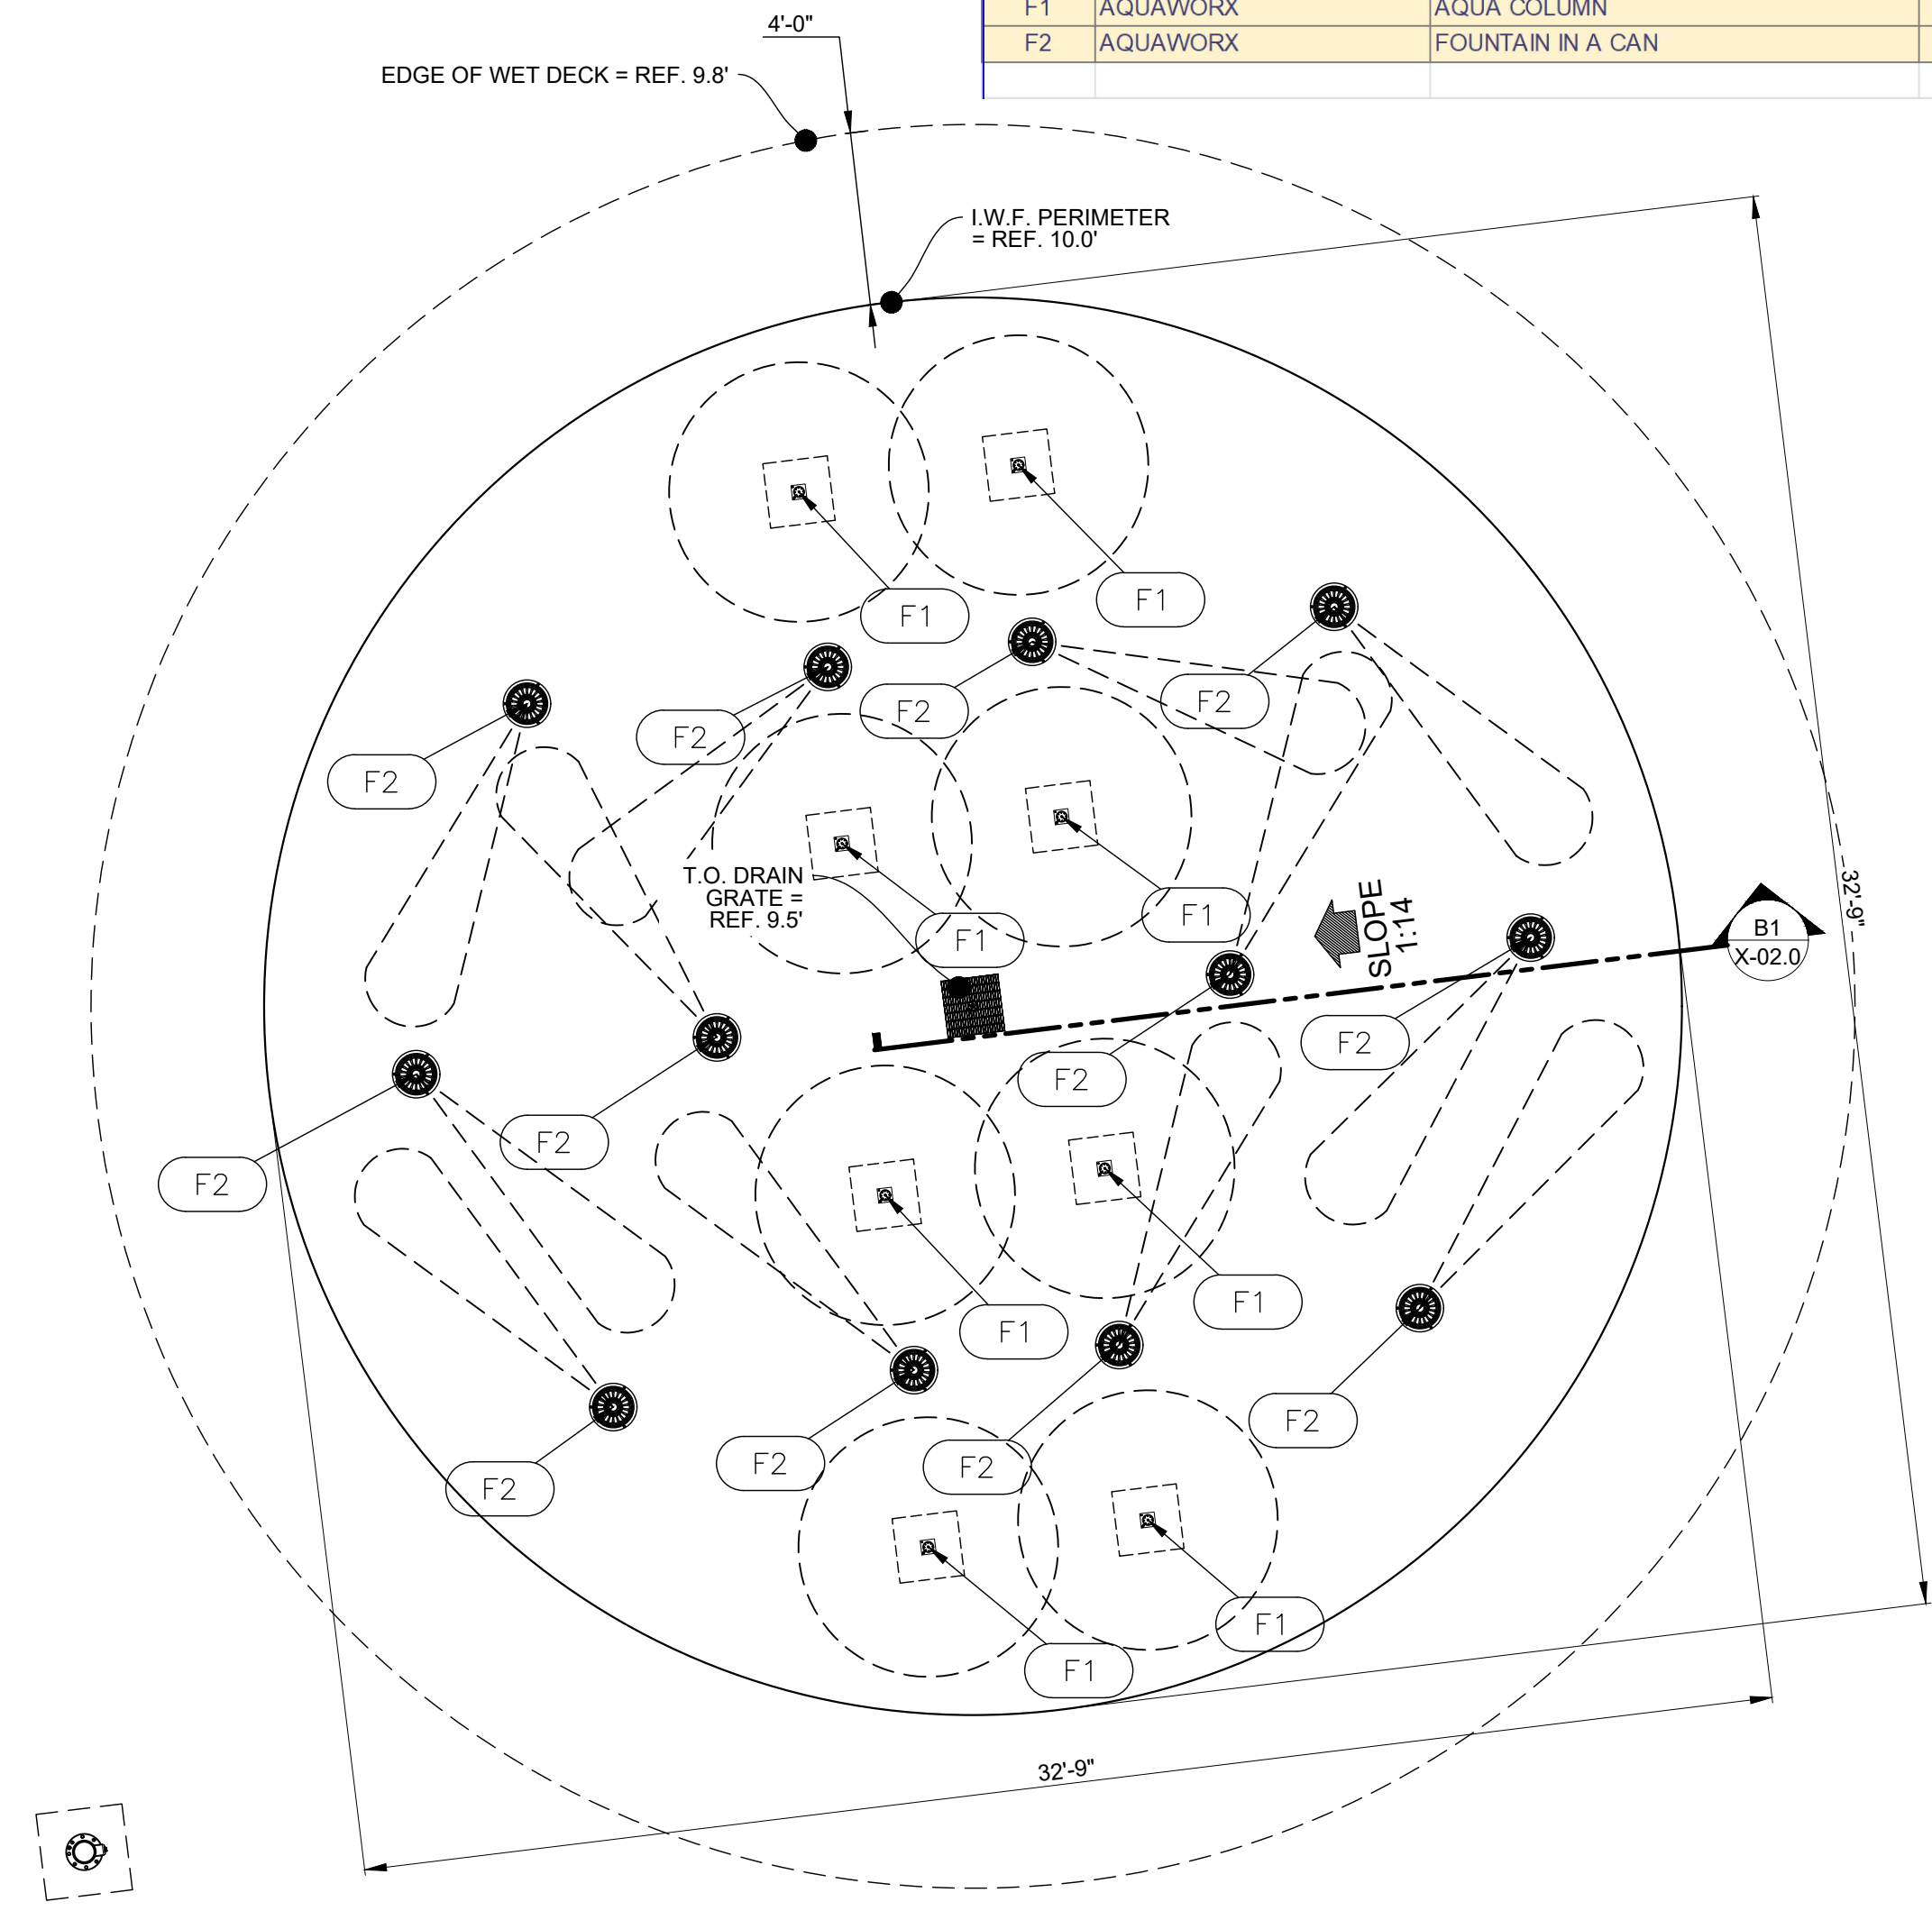 F1 AQUAWORX AQUA COLUMN
F2 AQUAWORX FOUNTAIN IN A CAN
4'-0"
EDGE OF WET DECK = REF. 9.8'
I.W.F. PERIMETER
= REF. 10.0'
F1
F1
F2
F2
F2
F2
T.O. DRAIN
GRATE =
REF. 9.5'
F1
F1
SLOPE
1:14
32'-9"
B1
X-02.0
F2
F2
F2
F2
F1
F1
F2
F2
F2
F2
F1
F1
32'-9"